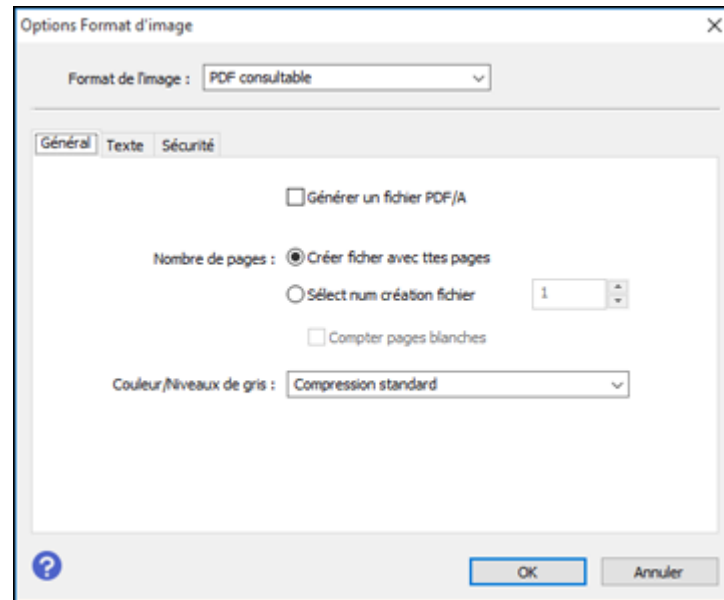 Options Format d'image
Format de l'image : PDF consultable
Général Texte Sécurité
Générer un fichier PDF/A
Nombre de pages : Créer ficher avec ttes pages
Sélect num création fichier 1
Compter pages blanches
Couleur/Niveaux de gris : Compression standard
? OK Annuler